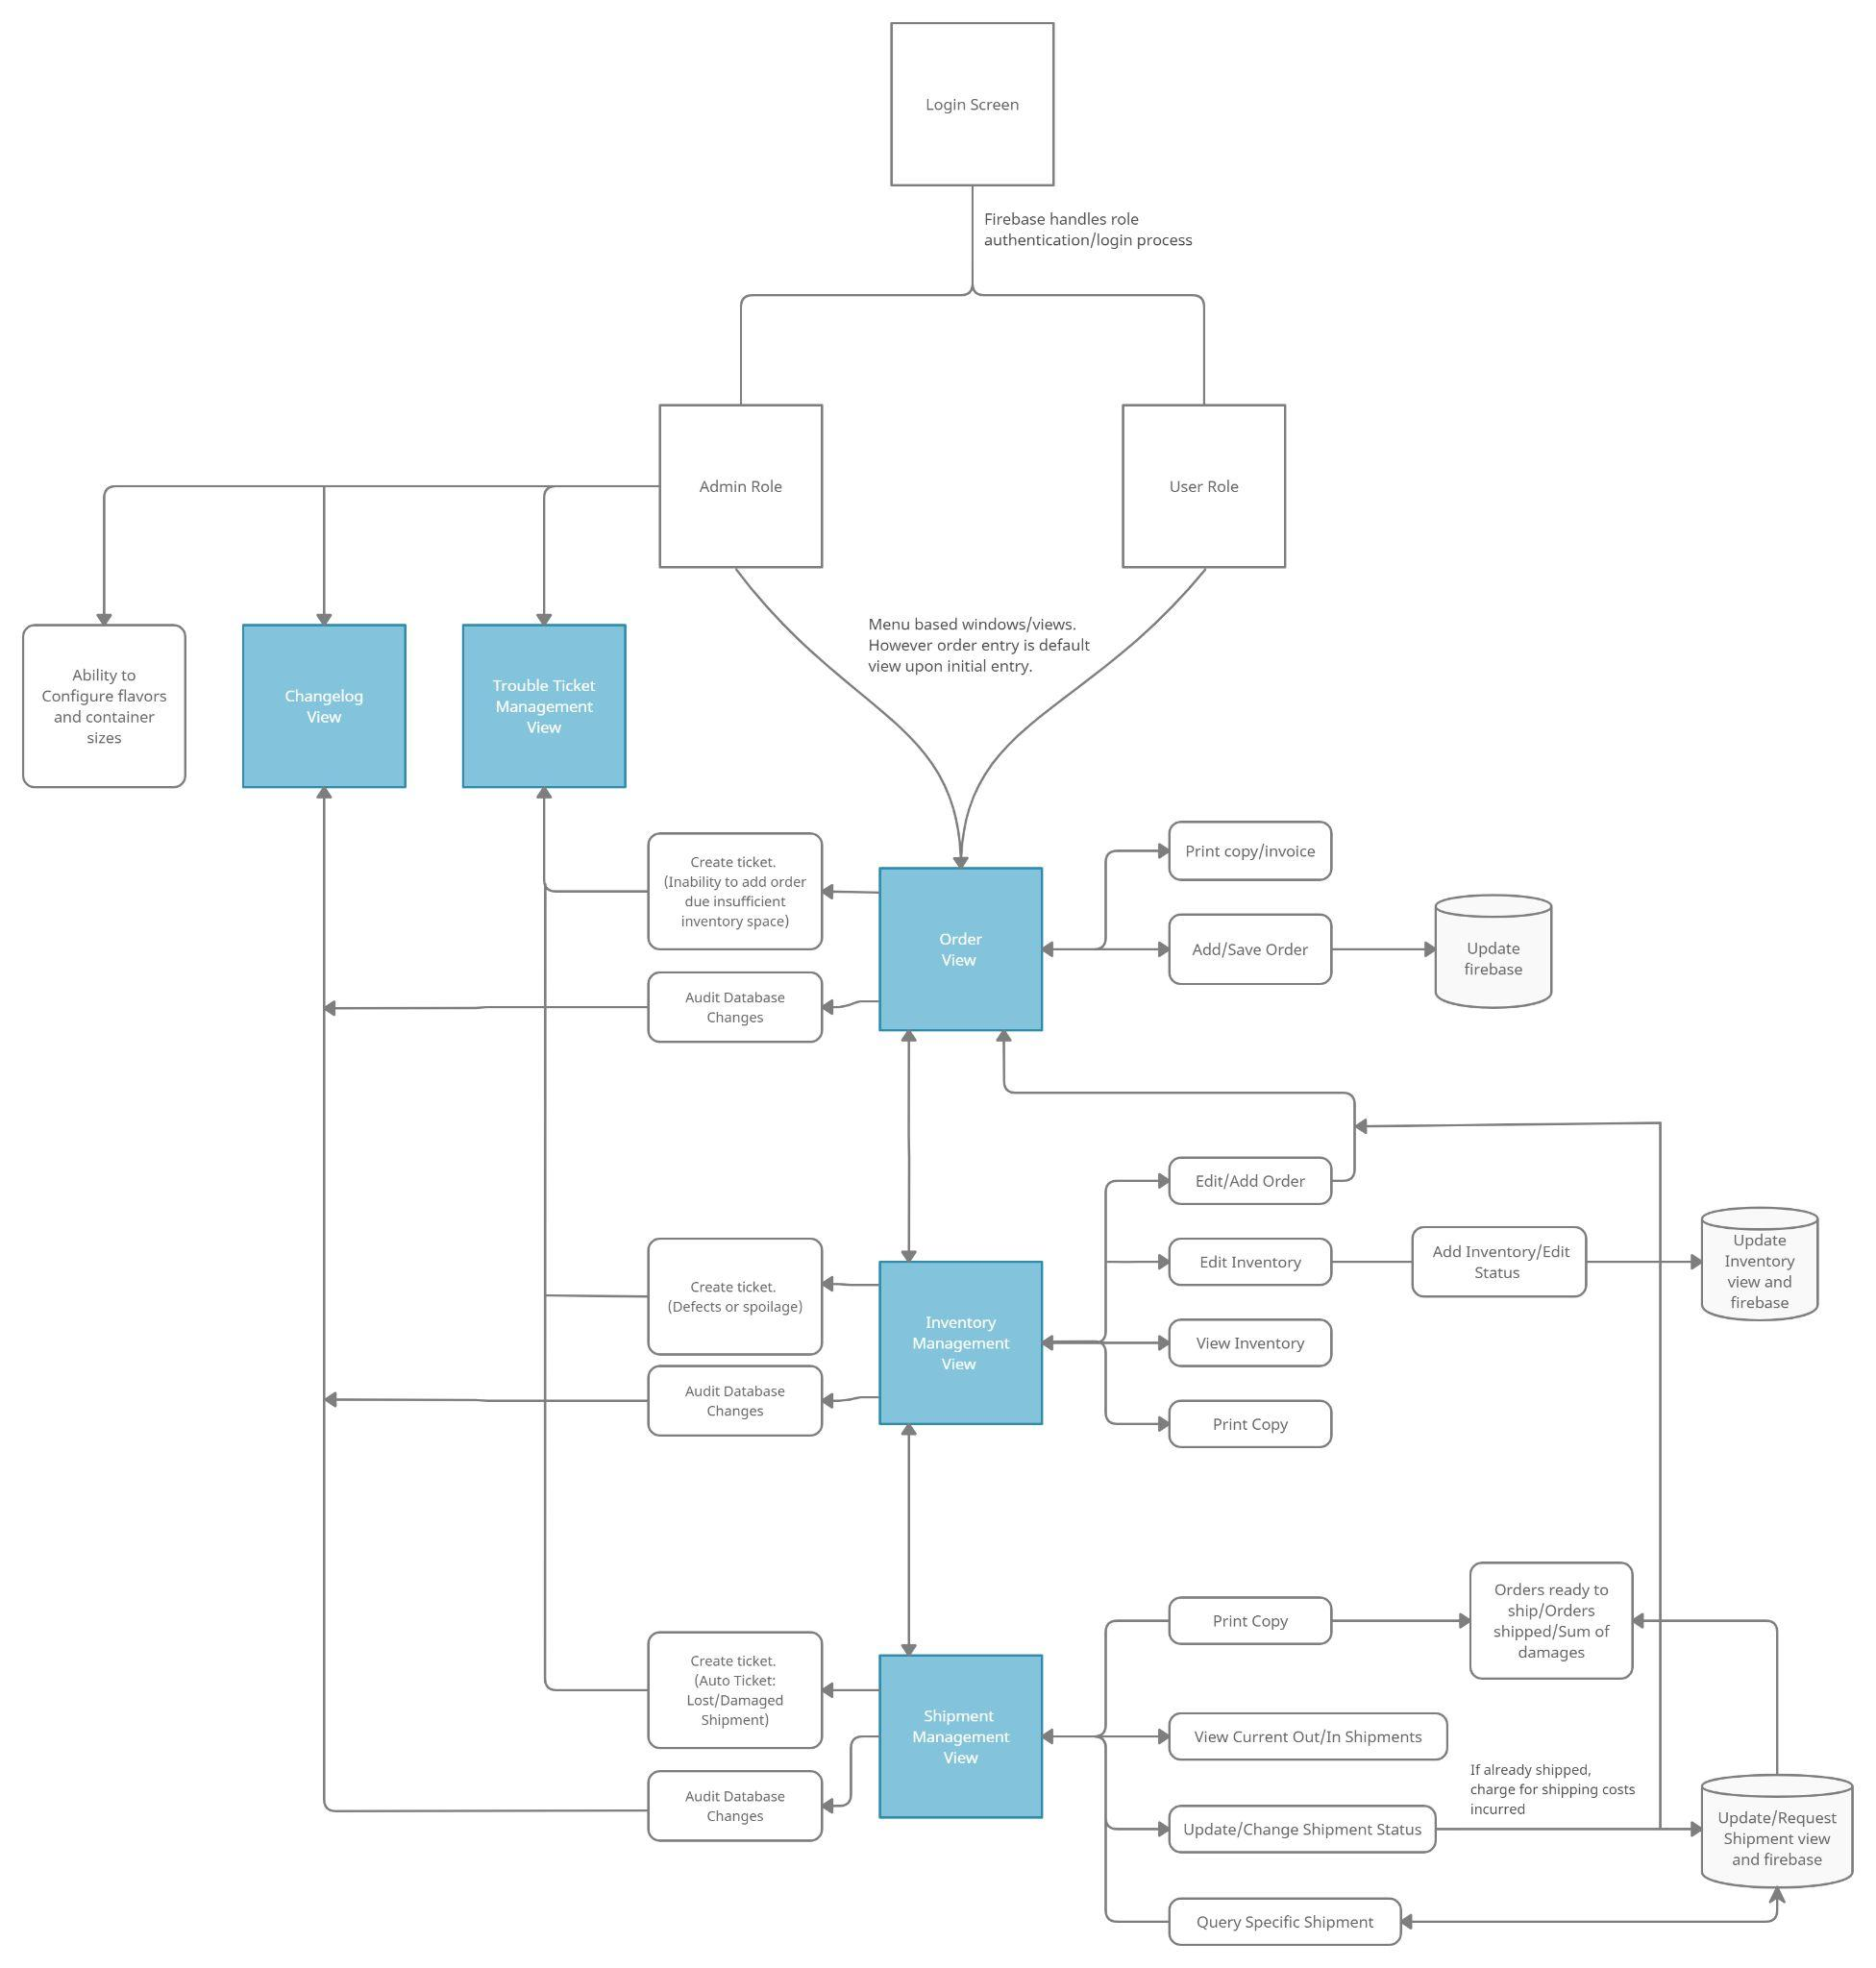 Login Screen
Firebase handles role
authentication/login process
Admin Role
User Role
Menu based windows/views.
However order entry is default
view upon initial entry.
Ability to
Configure flavors
and container
sizes
Changelog
View
Trouble Ticket
Management
View
Create ticket.
(Inability to add order
due insufficient
inventory space)
Audit Database
Changes
Order
View
Print copy/invoice
Add/Save Order
Update
firebase
Create ticket.
(Defects or spoilage)
Audit Database
Changes
Inventory
Management
View
Edit/Add Order
Edit Inventory
Add Inventory/Edit
Status
Update
Inventory
view and
firebase
View Inventory
Print Copy
Create ticket.
(Auto Ticket:
Lost/Damaged
Shipment)
Audit Database
Changes
Shipment
Management
View
Print Copy
Orders ready to
ship/Orders
shipped/Sum of
damages
View Current Out/In Shipments
If already shipped,
charge for shipping costs
incurred
Update/Change Shipment Status
Update/Request
Shipment view
and firebase
Query Specific Shipment